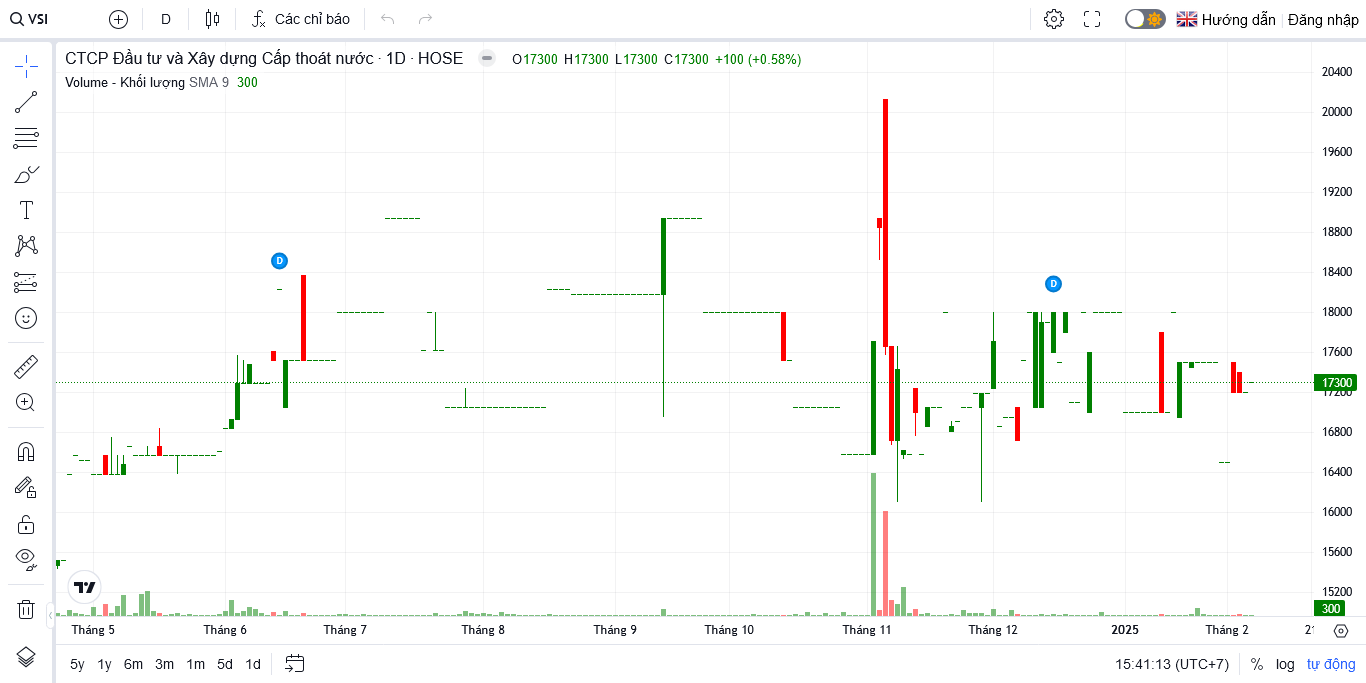 VSI D Các chỉ báo Hướng dẫn Đăng nhập
CTCP Đầu tư và Xây dựng Cấp thoát nước · 1D · HOSE O17300 H17300 L17300 C17300 +100 (+0.58%)
Volume - Khối lượng SMA 9 300
20400
20000
19600
19200
18800
18400
18000
17600
17300
17200
16800
16400
16000
15600
15200
300
D
D
Tháng 5 Tháng 6 Tháng 7 Tháng 8 Tháng 9 Tháng 10 Tháng 11 Tháng 12 2025 Tháng 2
5y 1y 6m 3m 1m 5d 1d 15:41:13 (UTC+7) % log tự động